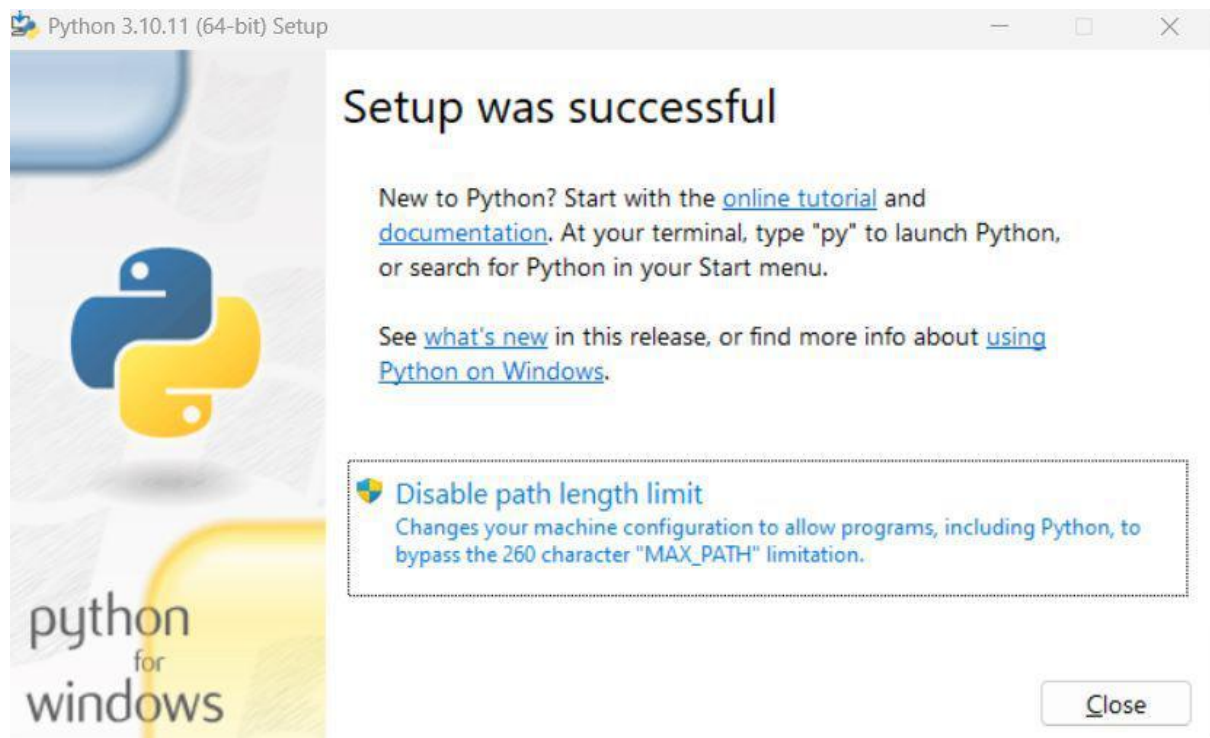 Python 3.10.11 (64-bit) Setup
Setup was successful
New to Python? Start with the online tutorial and
documentation. At your terminal, type "py" to launch Python,
or search for Python in your Start menu.
See what's new in this release, or find more info about using
Python on Windows.
Disable path length limit
Changes your machine configuration to allow programs, including Python, to
bypass the 260 character "MAX_PATH" limitation.
python
for
windows
Close